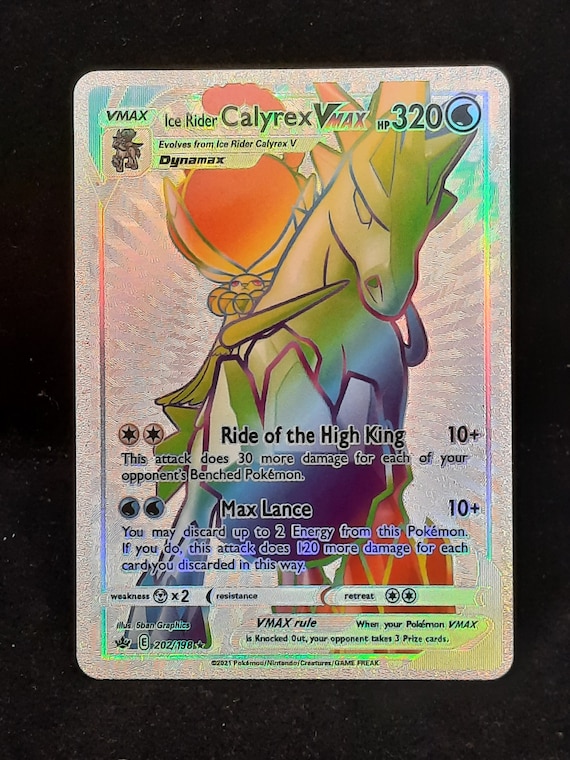 VMAX Ice Rider Calyrex VMAX HP 320
Evolves from Ice Rider Calyrex V
Dynamax
Ride of the High King 10+
This attack does 30 more damage for each of your
opponent's Benched Pokémon.
Max Lance 10+
You may discard up to 2 Energy from this Pokémon.
If you do, this attack does 120 more damage for each
card you discarded in this way.
weakness x2 resistance retreat
illus. 5ban Graphics
VMAX rule When your Pokémon VMAX
is Knocked Out, your opponent takes 3 Prize cards.
E 202/198
©2021 Pokémon/Nintendo/Creatures/GAME FREAK